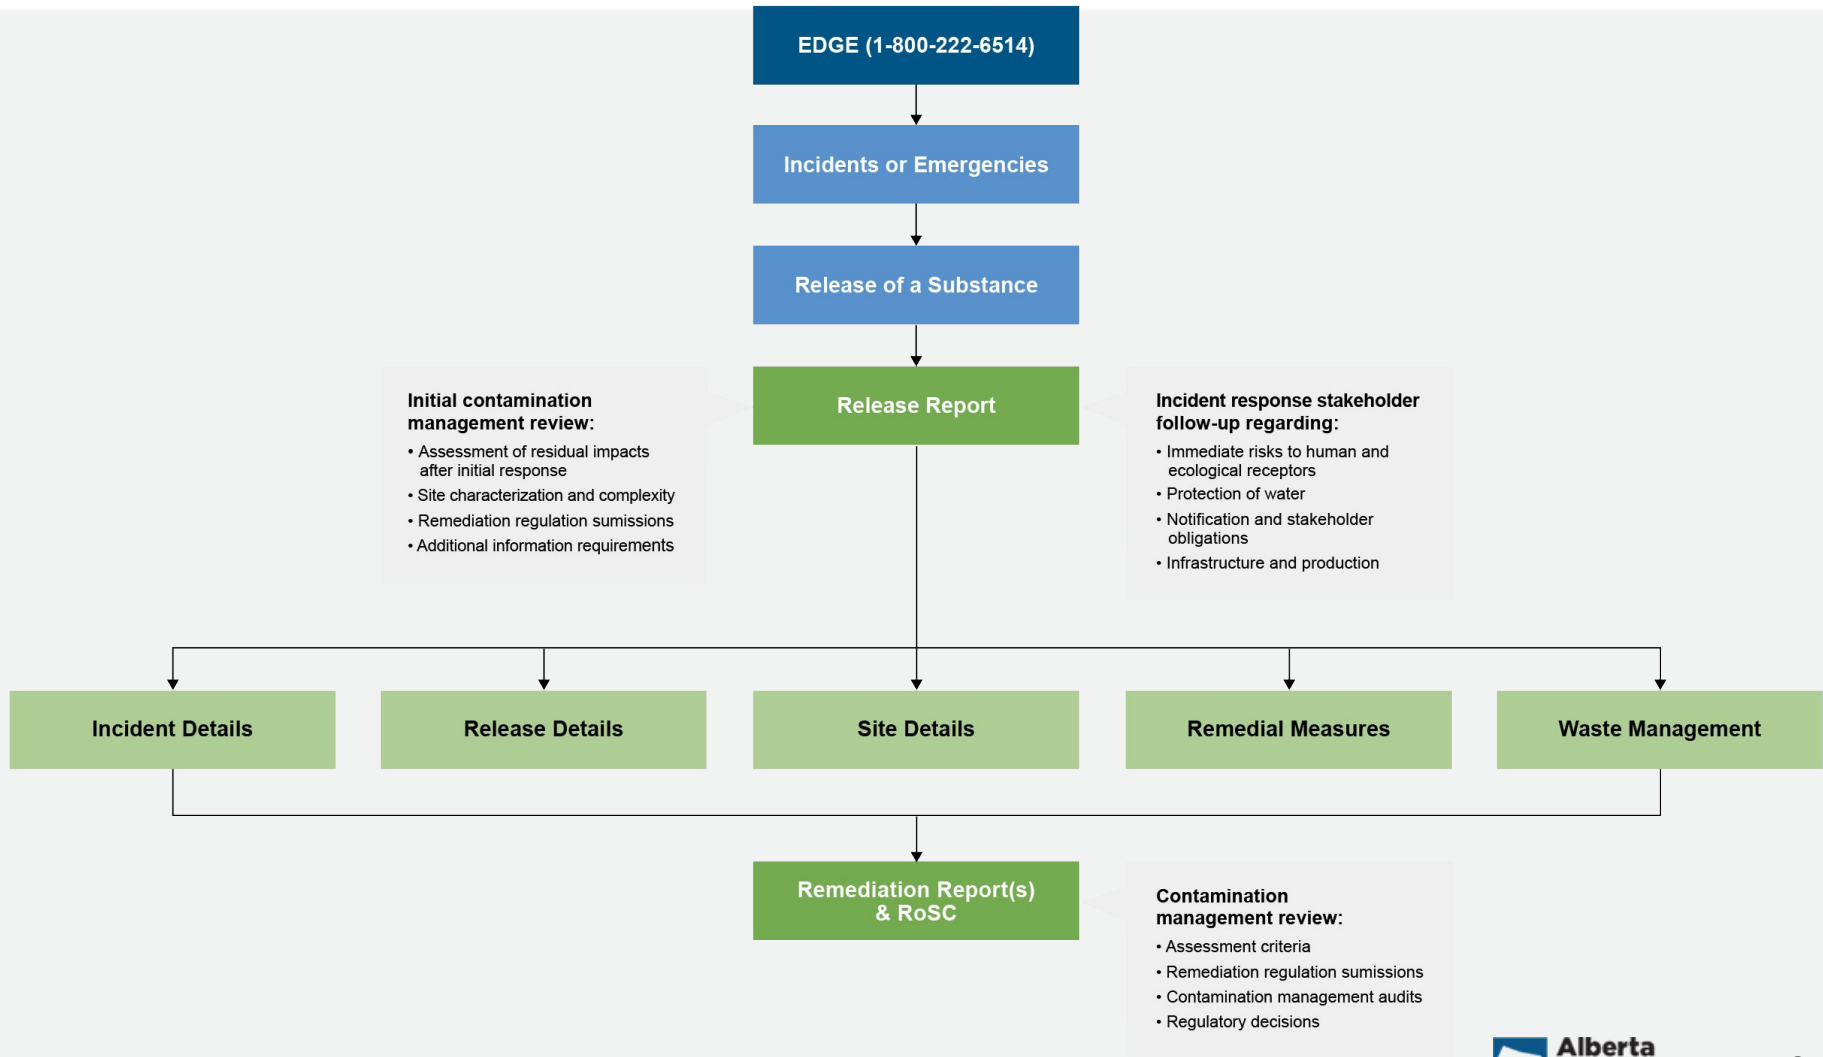 EDGE (1-800-222-6514)
Incidents or Emergencies
Release of a Substance
Release Report
Initial contamination
management review:
• Assessment of residual impacts
after initial response
• Site characterization and complexity
• Remediation regulation sumissions
• Additional information requirements
Incident response stakeholder
follow-up regarding:
• Immediate risks to human and
ecological receptors
• Protection of water
• Notification and stakeholder
obligations
• Infrastructure and production
Incident Details
Release Details
Site Details
Remedial Measures
Waste Management
Remediation Report(s)
& RoSC
Contamination
management review:
• Assessment criteria
• Remediation regulation sumissions
• Contamination management audits
• Regulatory decisions
Alberta